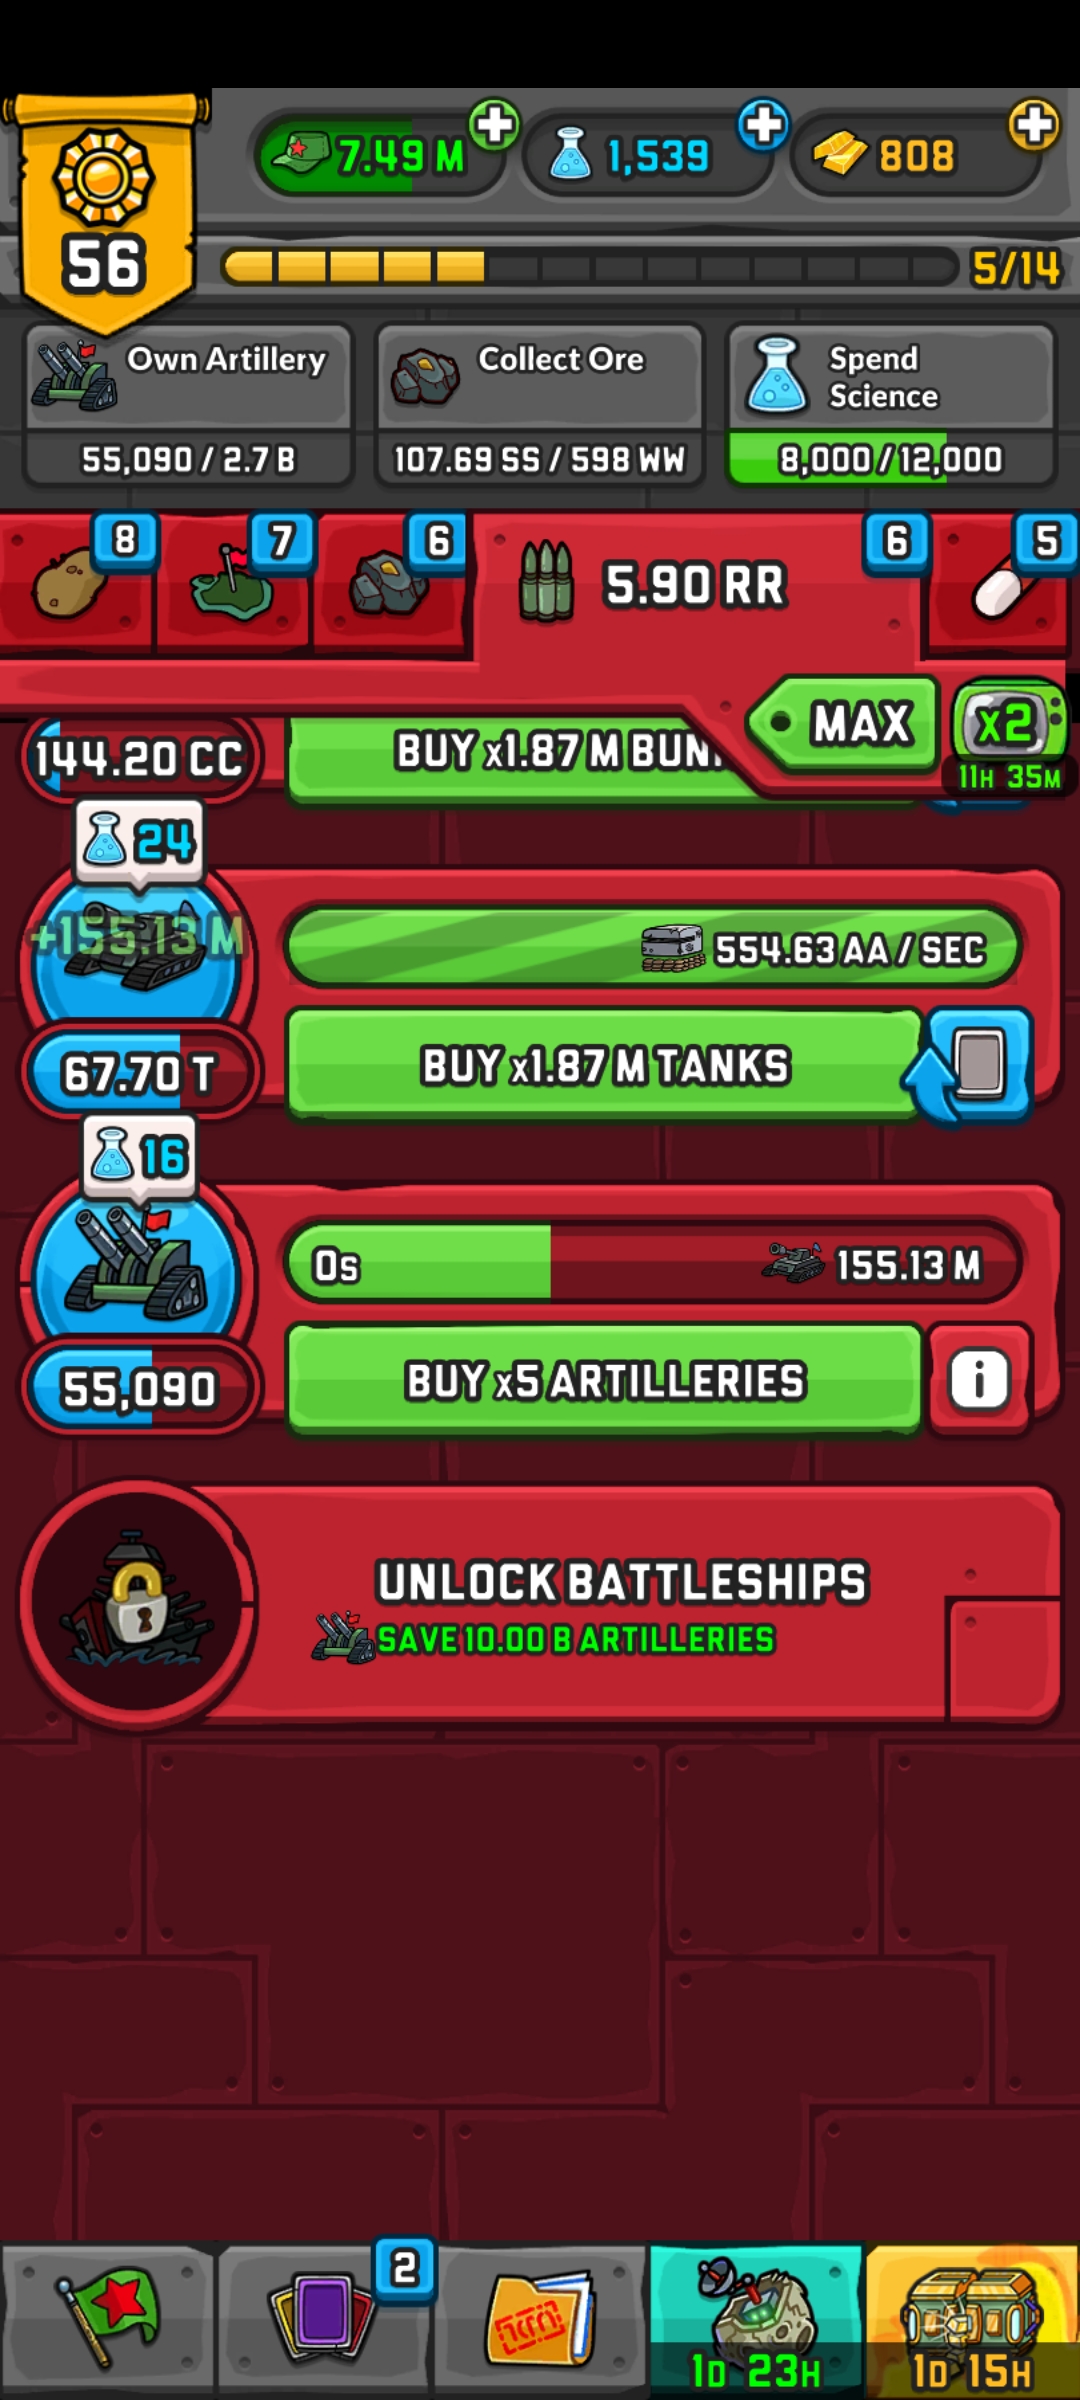 7.49 M
1,539
808
56
5/14
Own Artillery
Collect Ore
Spend
Science
55,090 / 2.7 B
107.69 SS / 598 WW
8,000 / 12,000
8
7
6
5.90 RR
6
5
MAX
x2
11H 35M
144.20 CC
BUY x1.87 M BUN
24
+155.13 M
554.63 AA / SEC
67.70 T
BUY x1.87 M TANKS
16
0s
155.13 M
55,090
BUY x5 ARTILLERIES
i
UNLOCK BATTLESHIPS
SAVE 10.00 B ARTILLERIES
2
1D 23H
1D 15H